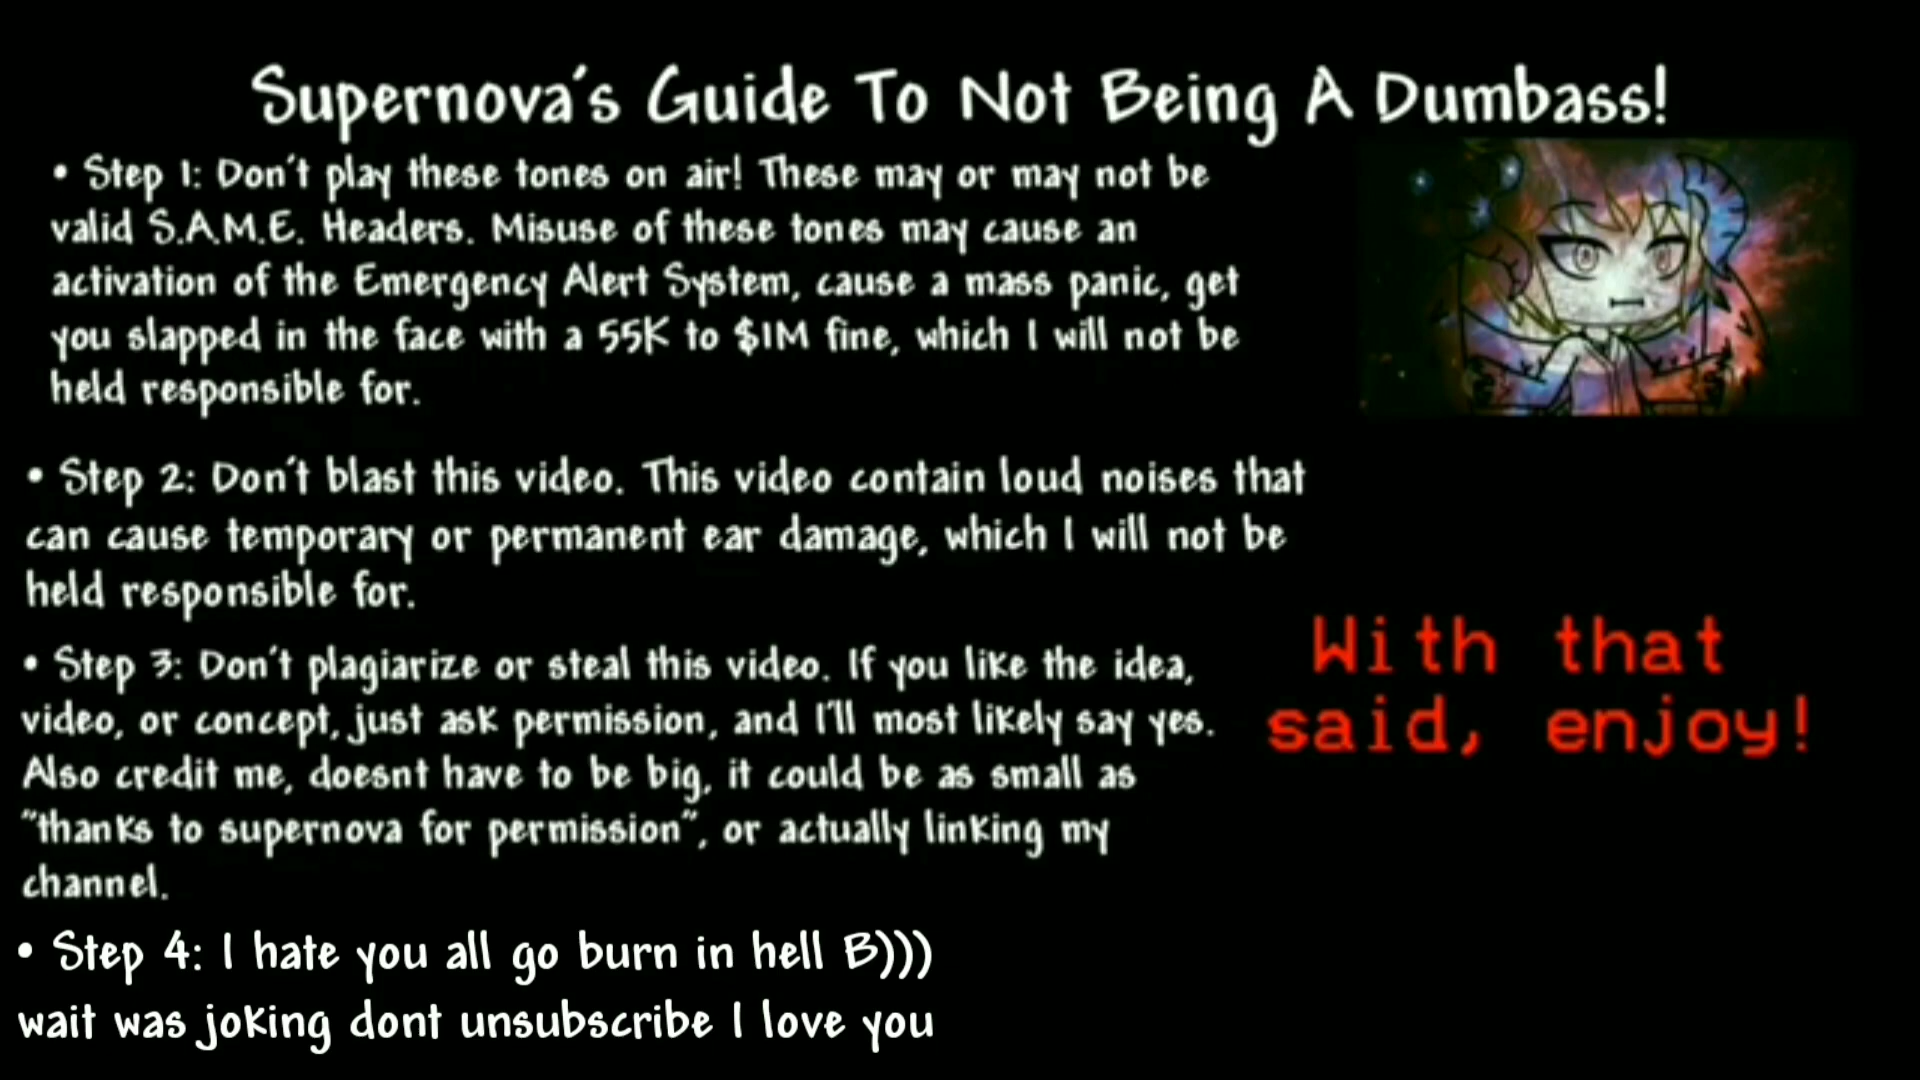 Supernova's Guide To Not Being A Dumbass!
• Step 1: Don't play these tones on air! These may or may not be
valid S.A.M.E. Headers. Misuse of these tones may cause an
activation of the Emergency Alert System, cause a mass panic, get
you slapped in the face with a 55K to $1M fine, which I will not be
held responsible for.
• Step 2: Don't blast this video. This video contain loud noises that
can cause temporary or permanent ear damage, which I will not be
held responsible for.
• Step 3: Don't plagiarize or steal this video. If you like the idea,
video, or concept, just ask permission, and I'll most likely say yes.
Also credit me, doesnt have to be big, it could be as small as
"thanks to supernova for permission", or actually linking my
channel.
• Step 4: I hate you all go burn in hell B)))
wait was joking dont unsubscribe I love you
With that
said, enjoy!